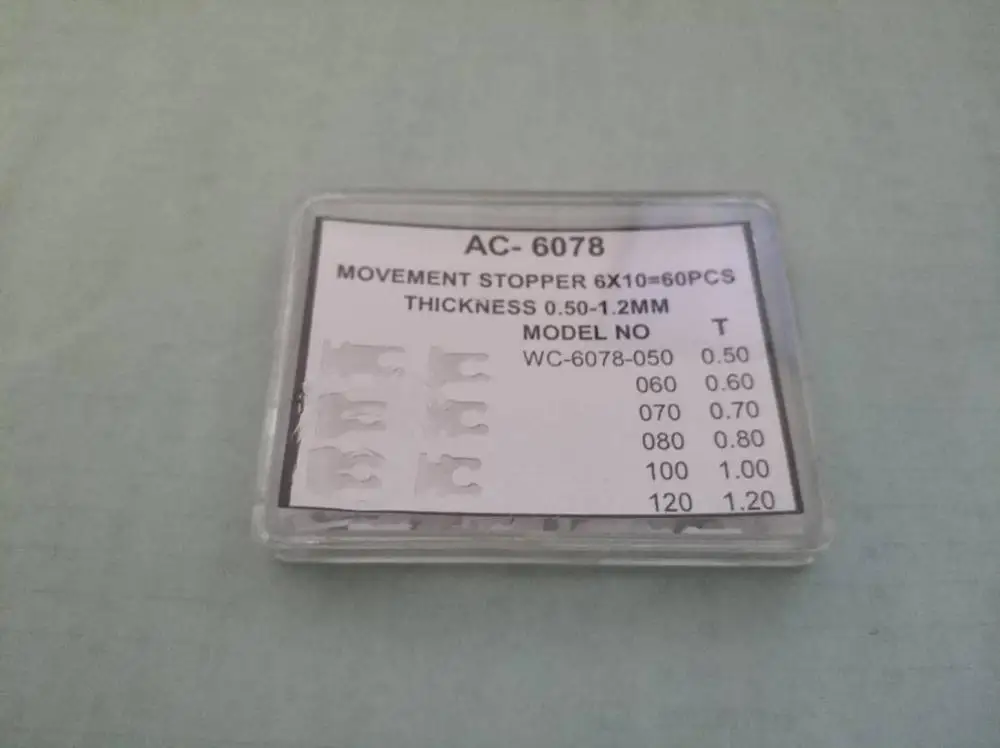 AC- 6078
MOVEMENT STOPPER 6X10=60PCS
THICKNESS 0.50-1.2MM
MODEL NO T
WC-6078-050 0.50
060 0.60
070 0.70
080 0.80
100 1.00
120 1.20